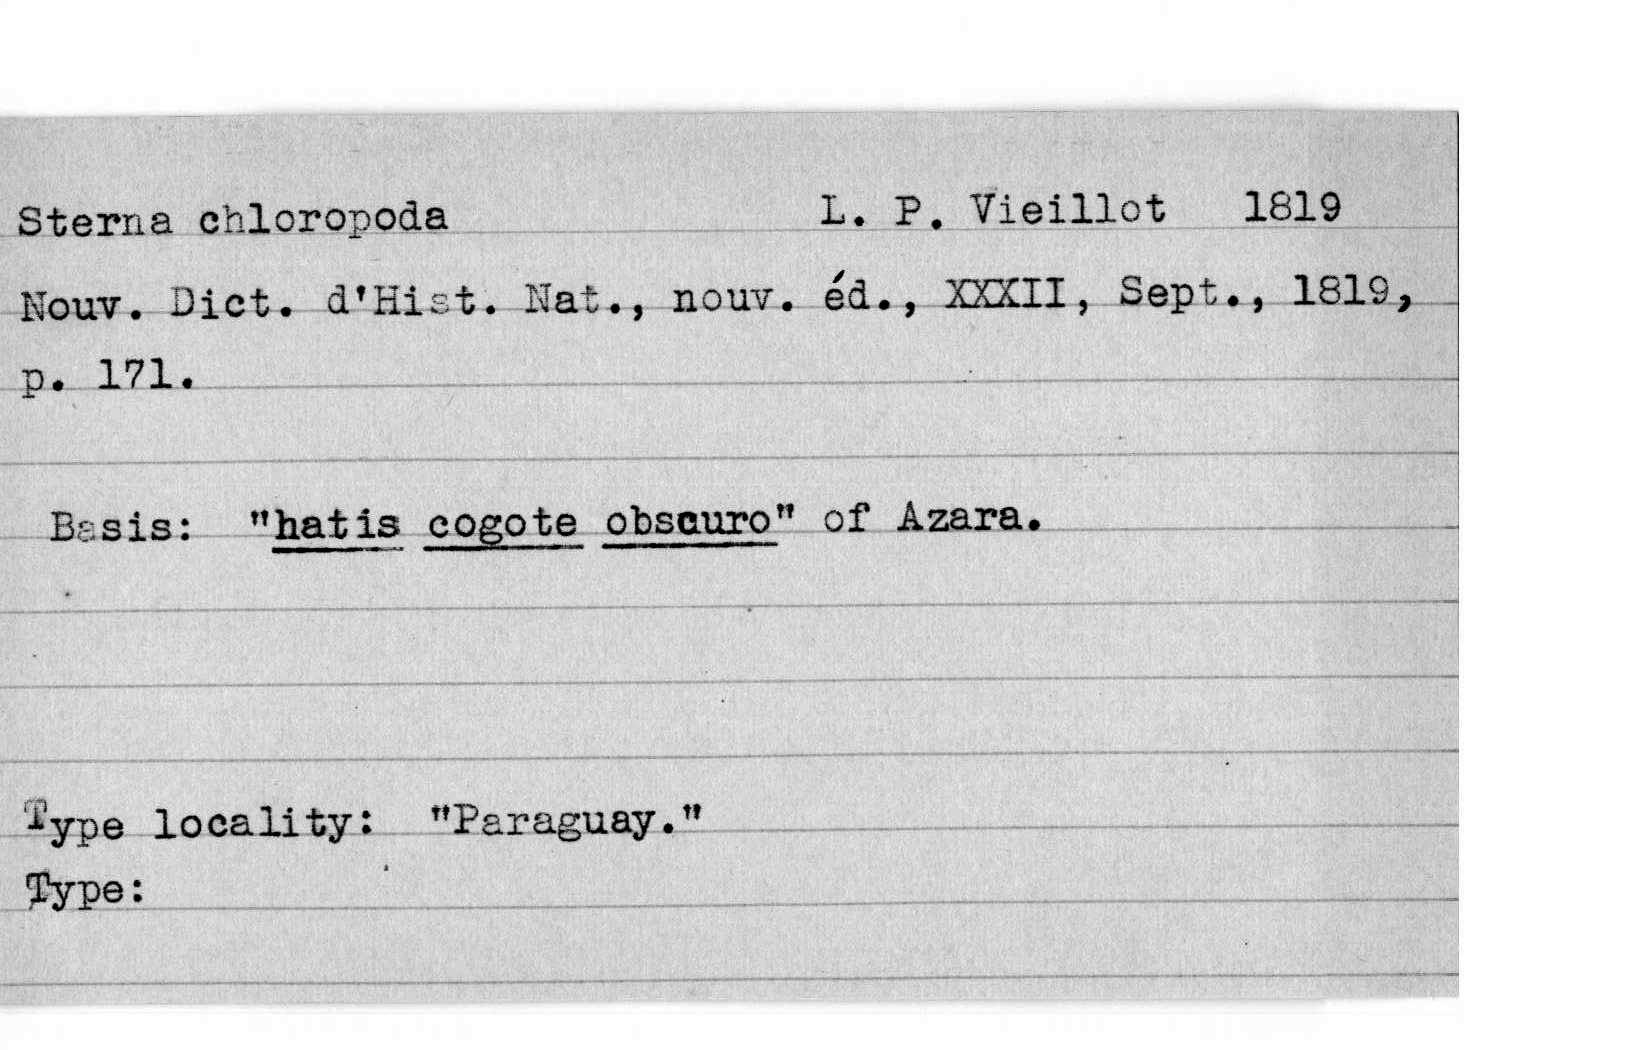 Sterna chloropoda L. P. Vieillot 1819
Nouv. Dict. d'Hist. Nat., nouv. éd., XXXII, Sept., 1819,
p. 171.
Basis: "hatis cogote obscuro" of Azara.
Type locality: "Paraguay."
Type: